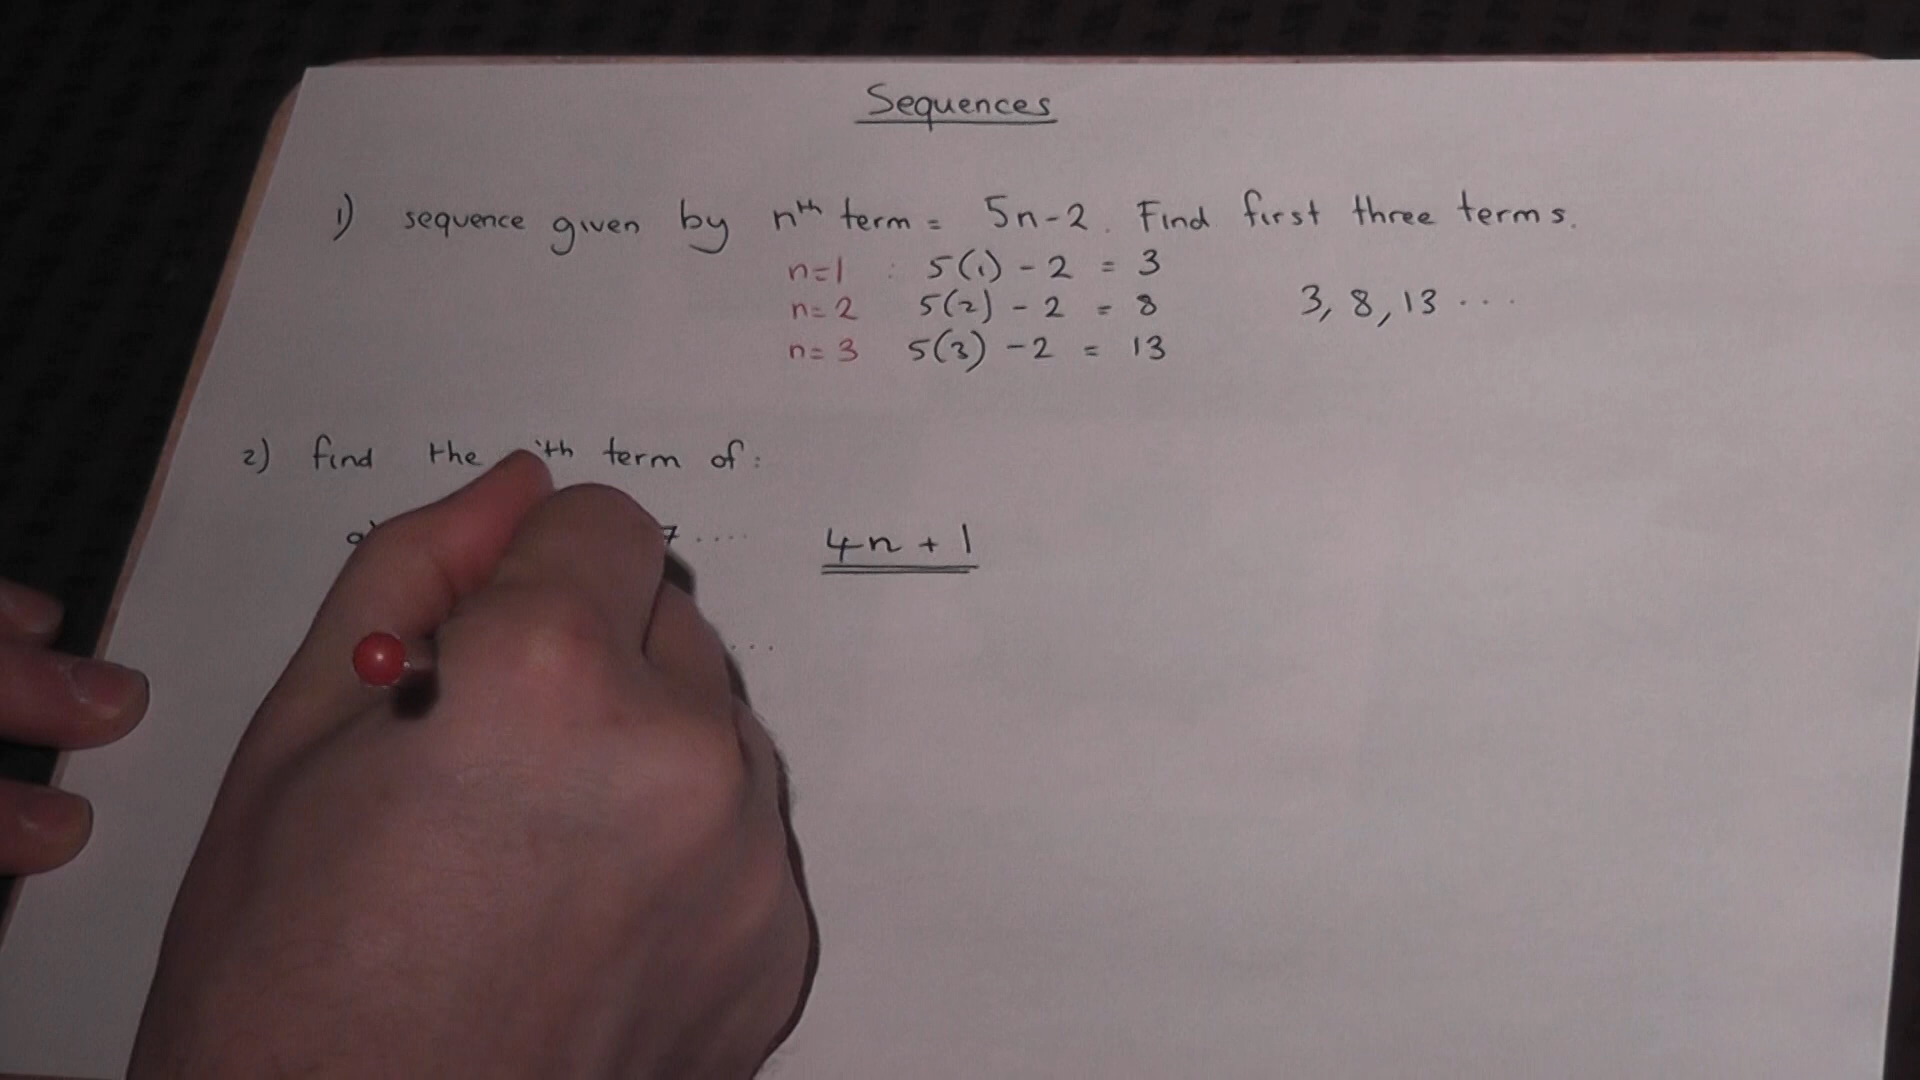 Sequences
1) sequence given by nth term = 5n-2. Find first three terms.
n=1 : 5(1) - 2 = 3
n=2 5(2) - 2 = 8 3, 8, 13 ...
n=3 5(3) - 2 = 13
2) find the term of:
7 .... 4n + 1
...